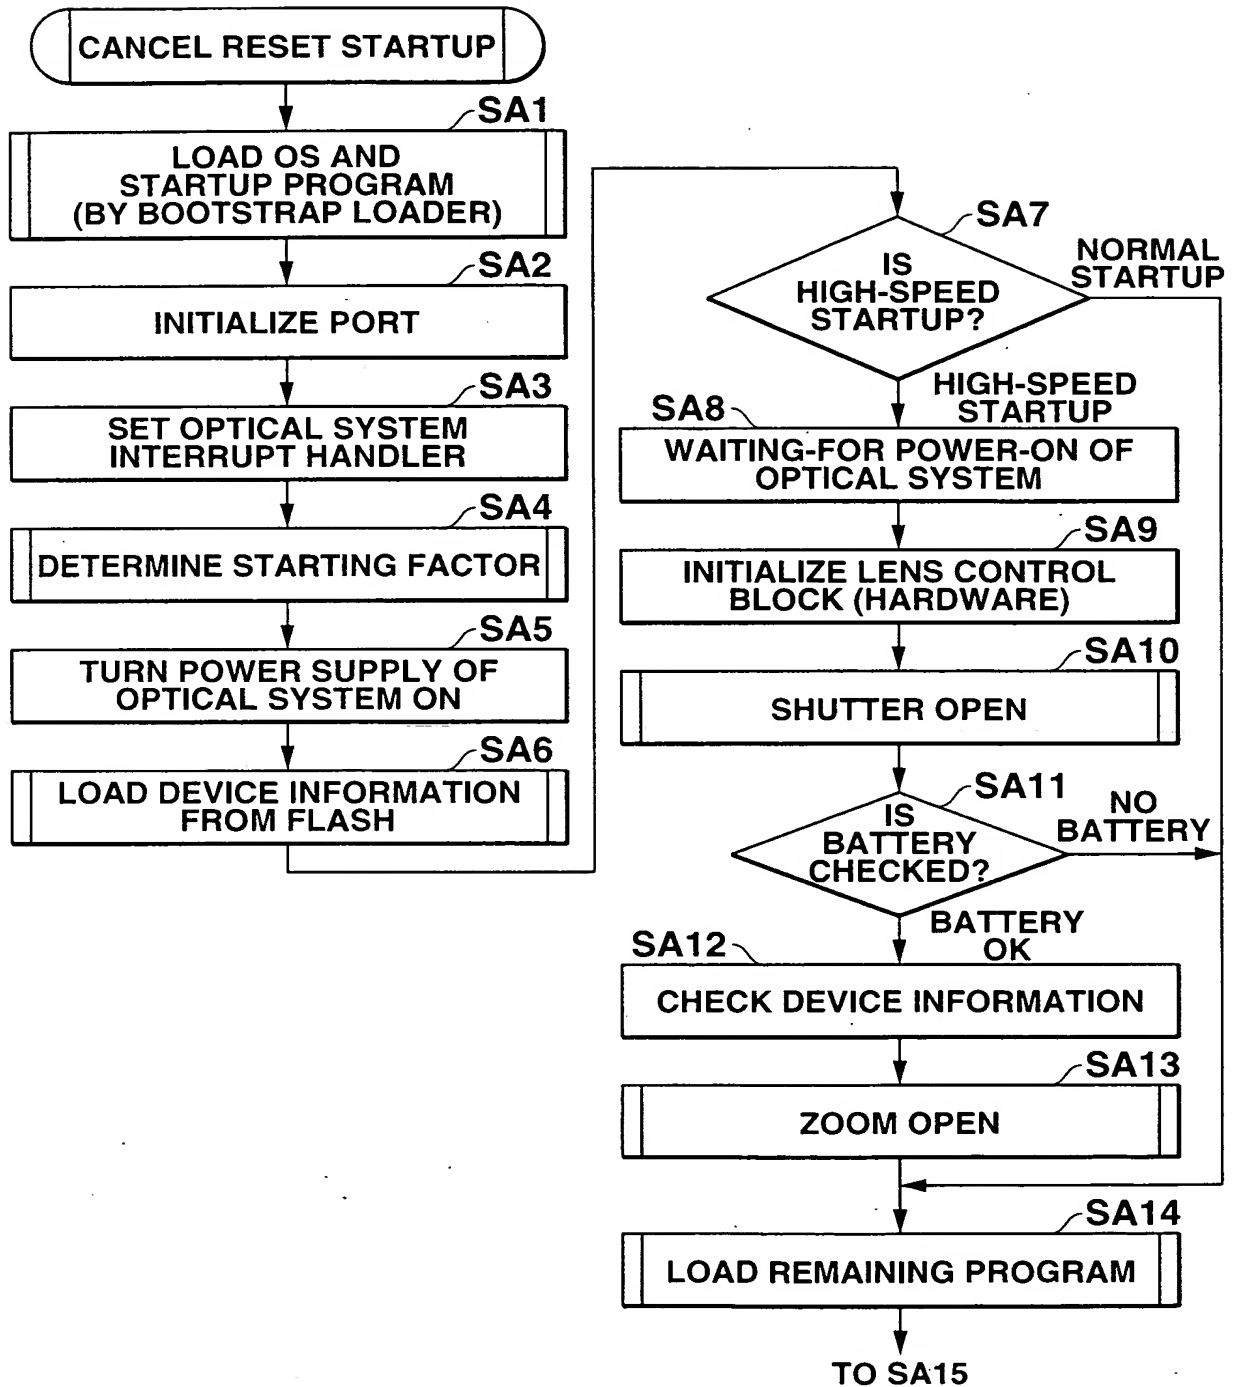 CANCEL RESET STARTUP
SA1
LOAD OS AND
STARTUP PROGRAM
(BY BOOTSTRAP LOADER)
SA2
INITIALIZE PORT
SA3
SET OPTICAL SYSTEM
INTERRUPT HANDLER
SA4
DETERMINE STARTING FACTOR
SA5
TURN POWER SUPPLY OF
OPTICAL SYSTEM ON
SA6
LOAD DEVICE INFORMATION
FROM FLASH
SA7
IS
HIGH-SPEED
STARTUP?
NORMAL
STARTUP
HIGH-SPEED
STARTUP
SA8
WAITING-FOR POWER-ON OF
OPTICAL SYSTEM
SA9
INITIALIZE LENS CONTROL
BLOCK (HARDWARE)
SA10
SHUTTER OPEN
SA11
IS
BATTERY
CHECKED?
NO
BATTERY
BATTERY
OK
SA12
CHECK DEVICE INFORMATION
SA13
ZOOM OPEN
SA14
LOAD REMAINING PROGRAM
TO SA15